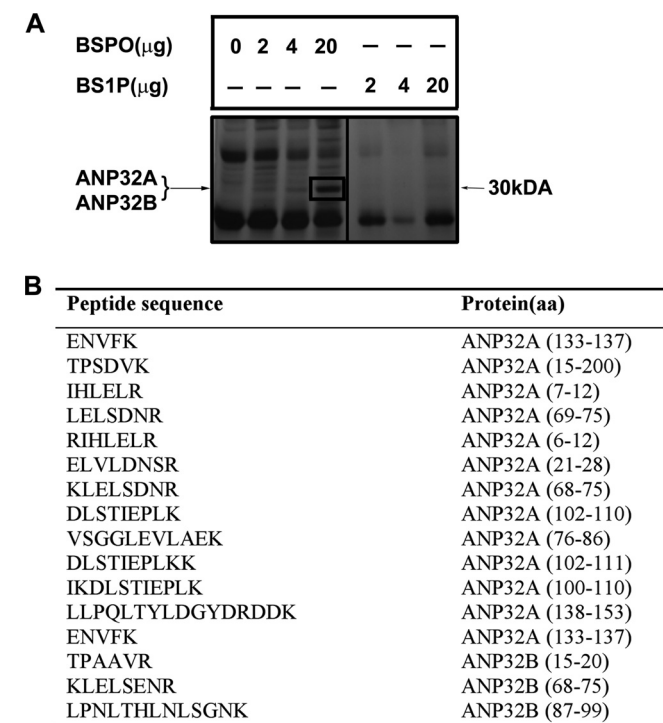 A
BSPO(μg) 0 2 4 20 – – –
BS1P(μg) – – – – 2 4 20
ANP32A
ANP32B
30kDA
B
Peptide sequence Protein(aa)
ENVFK ANP32A (133-137)
TPSDVK ANP32A (15-200)
IHLELR ANP32A (7-12)
LELSDNR ANP32A (69-75)
RIHLELR ANP32A (6-12)
ELVLDNSR ANP32A (21-28)
KLELSDNR ANP32A (68-75)
DLSTIEPLK ANP32A (102-110)
VSGGLEVLAEK ANP32A (76-86)
DLSTIEPLKK ANP32A (102-111)
IKDLSTIEPLK ANP32A (100-110)
LLPQLTYLDGYDRDDK ANP32A (138-153)
ENVFK ANP32A (133-137)
TPAAVR ANP32B (15-20)
KLELSENR ANP32B (68-75)
LPNLTHLNLSGNK ANP32B (87-99)